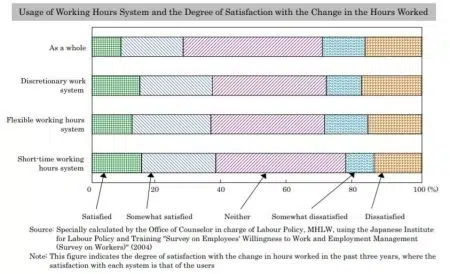 Usage of Working Hours System and the Degree of Satisfaction with the Change in the Hours Worked
As a whole
Discretionary work
system
Flexible working hours
system
Short-time working
hours system
0 20 40 60 80 100 (%)
Satisfied Somewhat satisfied Neither Somewhat dissatisfied Dissatisfied
Source: Specially calculated by the Office of Counselor in charge of Labour Policy, MHLW, using the Japanese Institute
for Labour Policy and Training "Survey on Employees' Willingness to Work and Employment Management
(Survey on Workers)" (2004)
Note: This figure indicates the degree of satisfaction with the change in hours worked in the past three years, where the
satisfaction with each system is that of the users